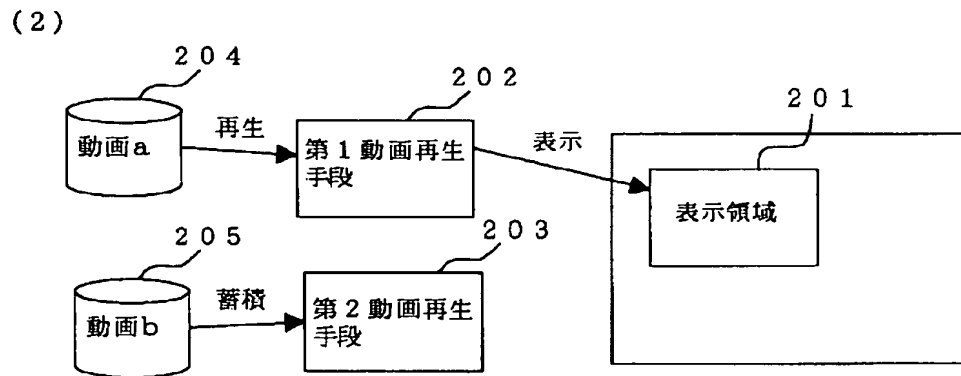 (2)
204
202
201
動画a
再生
第1動画再生
手段
表示
表示領域
205
203
動画b
蓄積
第2動画再生
手段